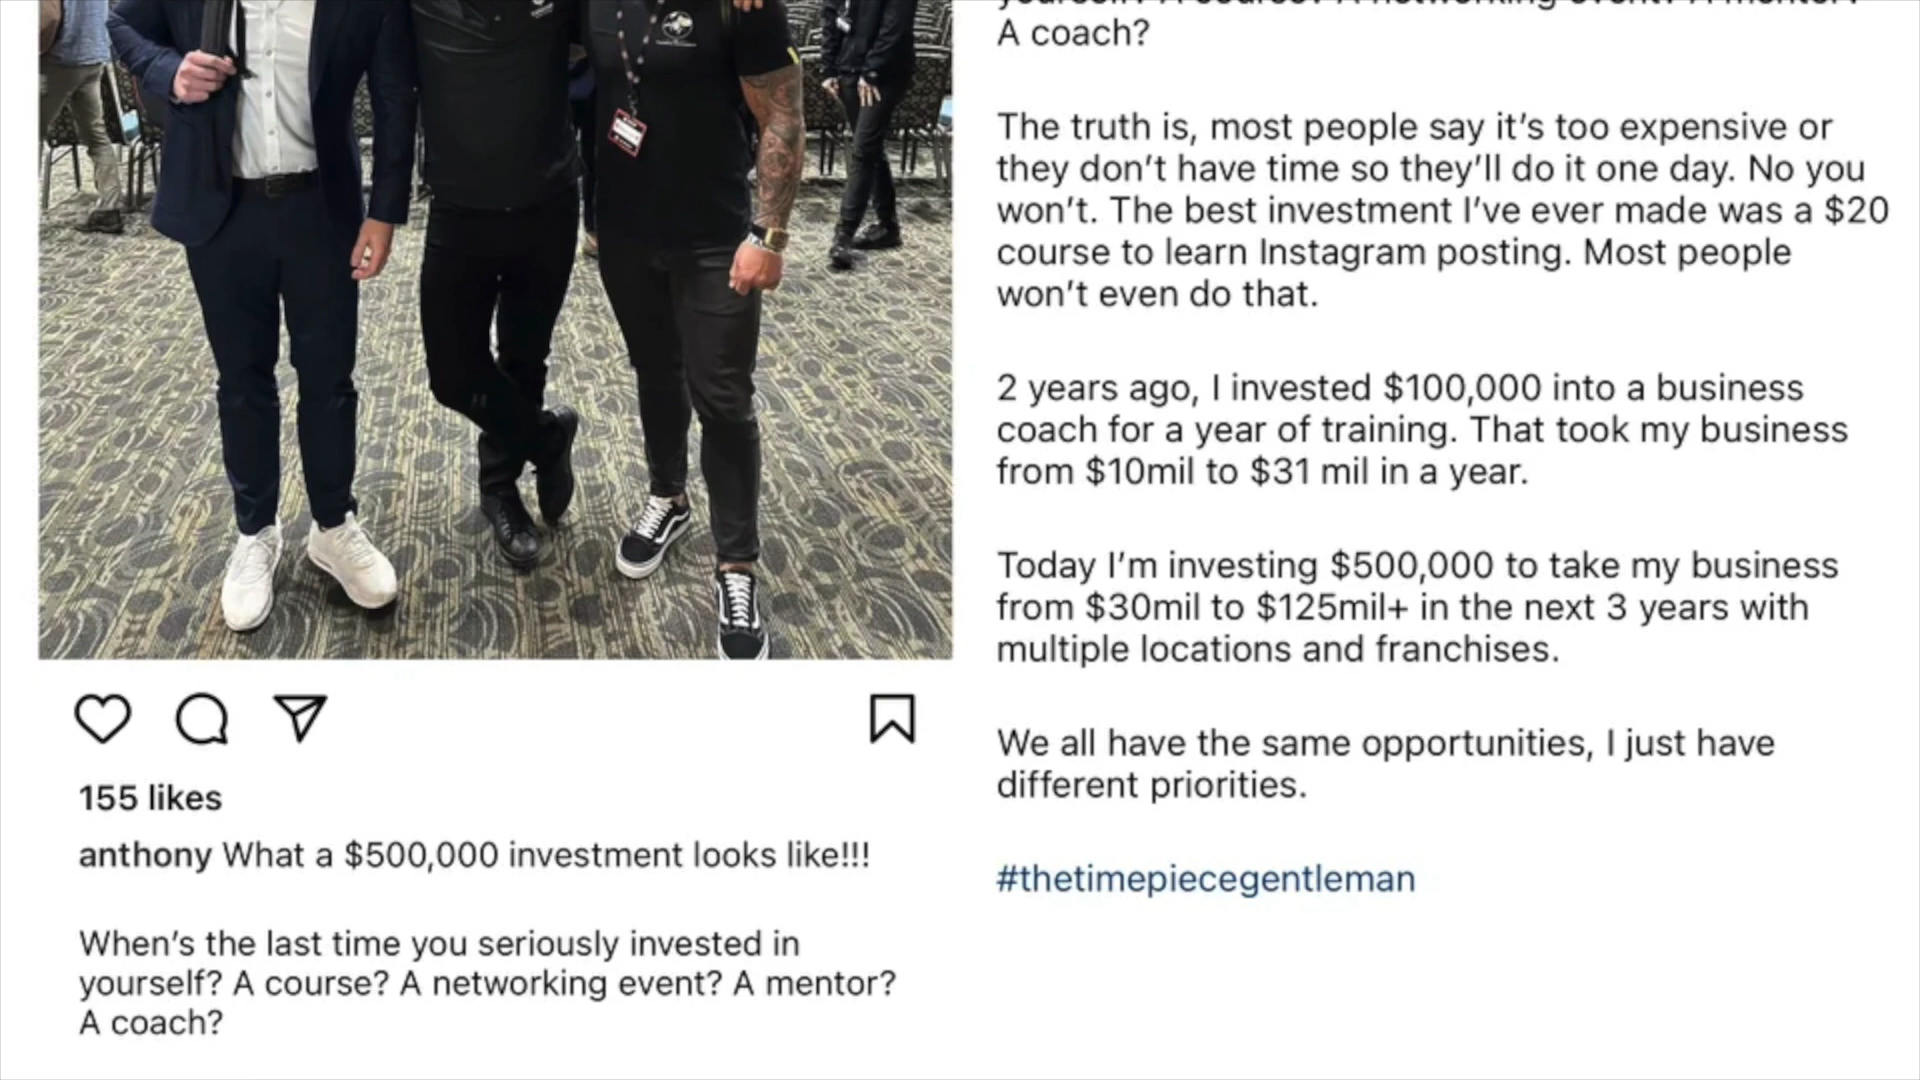 155 likes
anthony What a $500,000 investment looks like!!!
When's the last time you seriously invested in
yourself? A course? A networking event? A mentor?
A coach?
yourself? A course? A networking event? A mentor?
A coach?
The truth is, most people say it's too expensive or
they don't have time so they'll do it one day. No you
won't. The best investment I've ever made was a $20
course to learn Instagram posting. Most people
won't even do that.
2 years ago, I invested $100,000 into a business
coach for a year of training. That took my business
from $10mil to $31 mil in a year.
Today I'm investing $500,000 to take my business
from $30mil to $125mil+ in the next 3 years with
multiple locations and franchises.
We all have the same opportunities, I just have
different priorities.
#thetimepiecegentleman